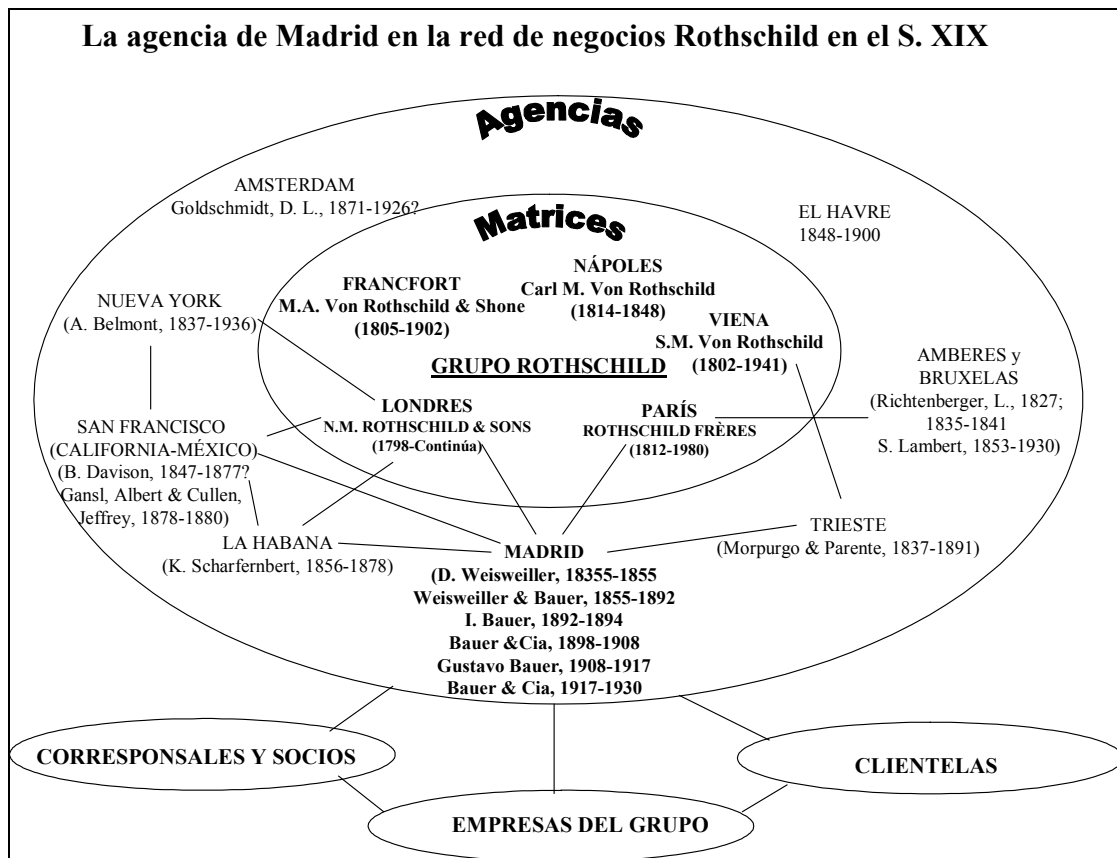 La agencia de Madrid en la red de negocios Rothschild en el S. XIX
Agencias
AMSTERDAM
Goldschmidt, D. L., 1871-1926?
EL HAVRE
1848-1900
Matrices
FRANCFORT
M.A. Von Rothschild & Shone
(1805-1902)
NÁPOLES
Carl M. Von Rothschild
(1814-1848)
VIENA
S.M. Von Rothschild
(1802-1941)
GRUPO ROTHSCHILD
LONDRES
N.M. ROTHSCHILD & SONS
(1798-Continúa)
PARÍS
ROTHSCHILD FRÈRES
(1812-1980)
NUEVA YORK
(A. Belmont, 1837-1936)
SAN FRANCISCO
(CALIFORNIA-MÉXICO)
(B. Davison, 1847-1877?
Gansl, Albert & Cullen,
Jeffrey, 1878-1880)
LA HABANA
(K. Scharfernbert, 1856-1878)
AMBERES y
BRUXELAS
(Richtenberger, L., 1827;
1835-1841
S. Lambert, 1853-1930)
TRIESTE
(Morpurgo & Parente, 1837-1891)
MADRID
(D. Weisweiller, 18355-1855
Weisweiller & Bauer, 1855-1892
I. Bauer, 1892-1894
Bauer &Cia, 1898-1908
Gustavo Bauer, 1908-1917
Bauer & Cia, 1917-1930
CORRESPONSALES Y SOCIOS
CLIENTELAS
EMPRESAS DEL GRUPO